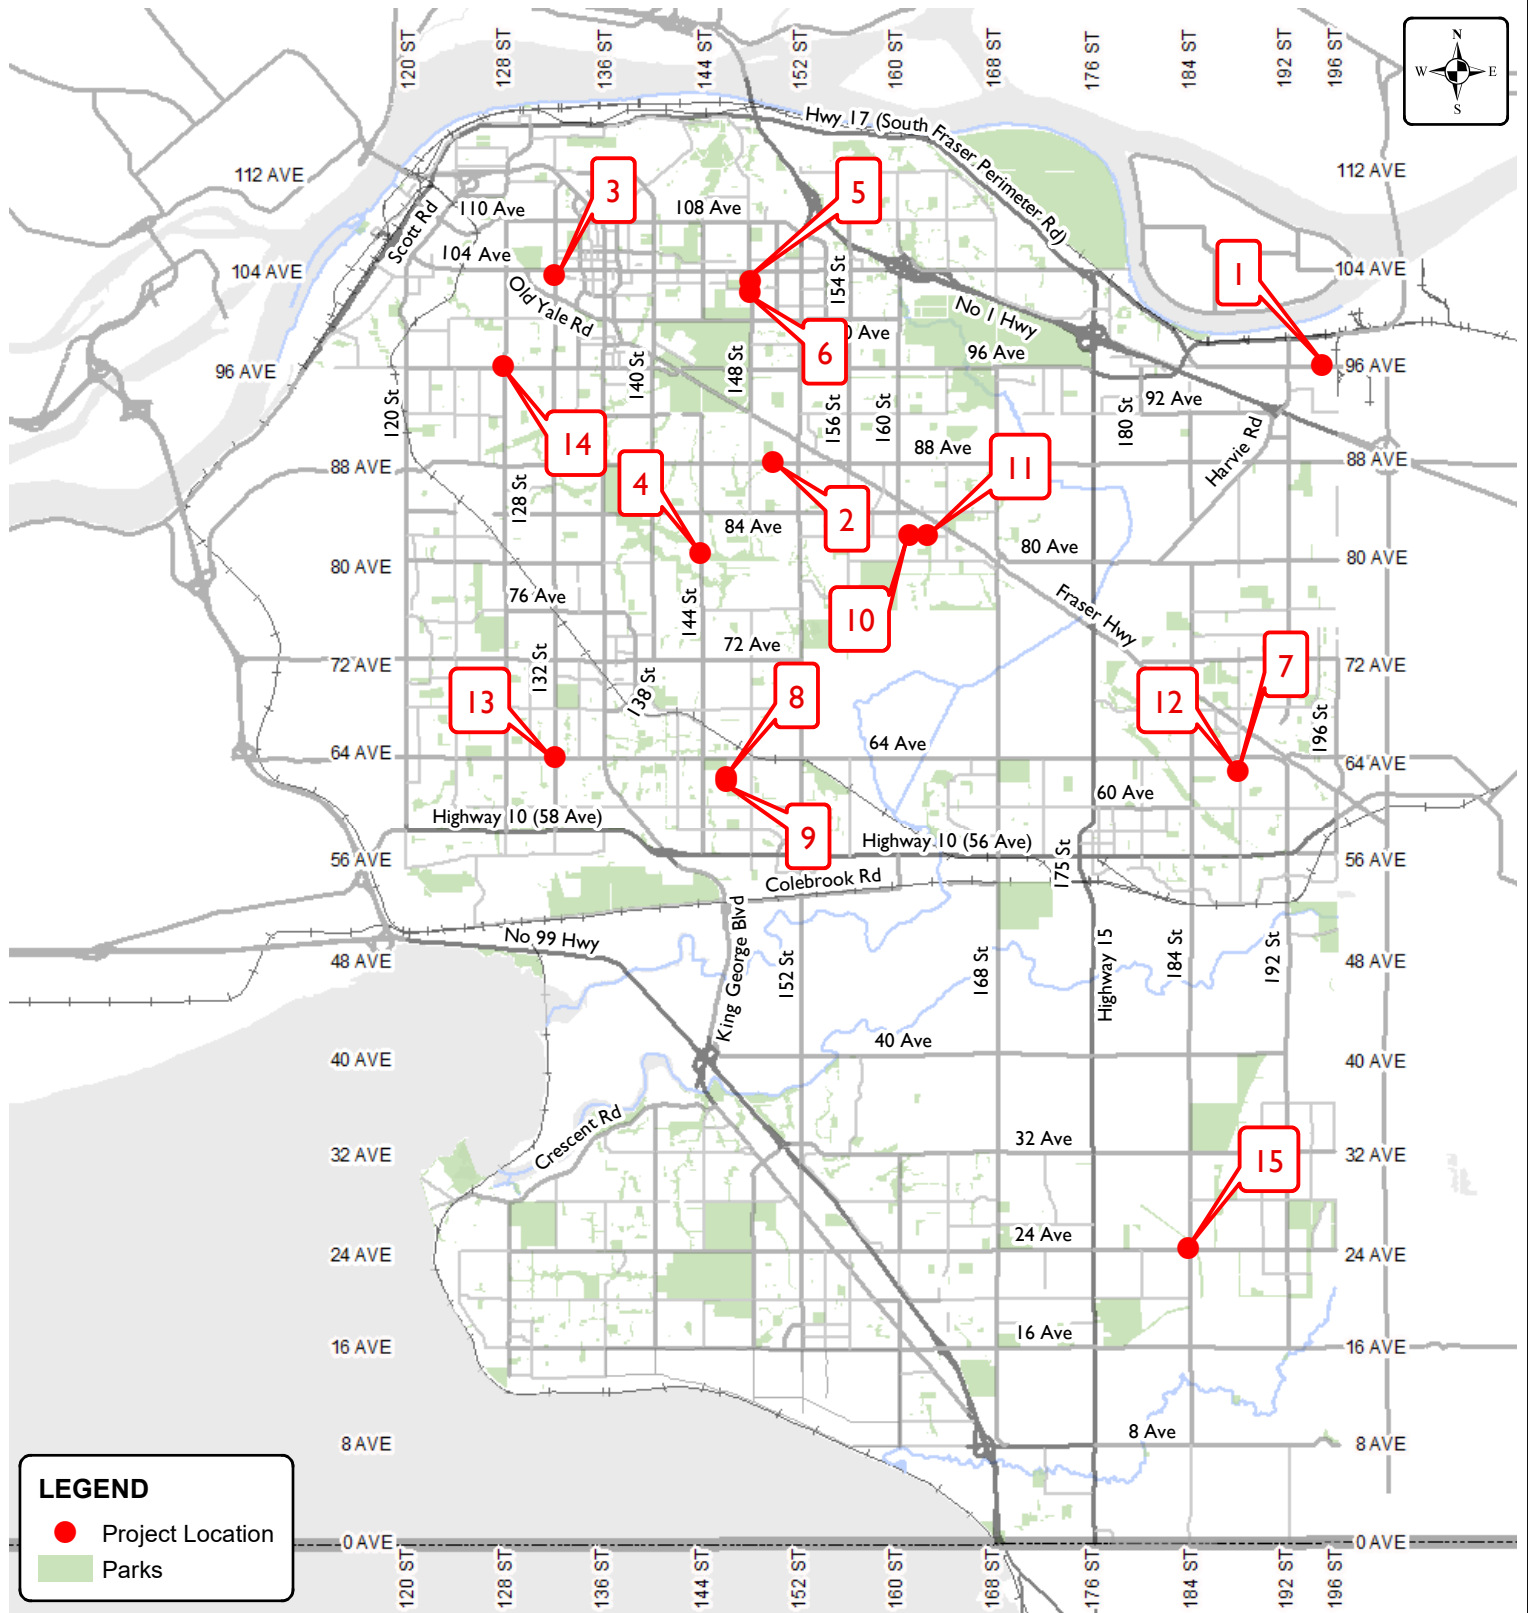 120 ST
128 ST
136 ST
144 ST
152 ST
160 ST
168 ST
176 ST
184 ST
192 ST
196 ST
N
W
E
S
Hwy 17 (South Fraser Perimeter Rd)
112 AVE
112 AVE
3
5
110 Ave
108 Ave
Scott Rd
104 Ave
104 AVE
104 AVE
1
154 St
Old Yale Rd
No 1 Hwy
0 Ave
6
96 Ave
96 AVE
96 AVE
140 St
148 St
92 Ave
120 St
156 St
160 St
180 St
14
88 Ave
11
Harvie Rd
88 AVE
88 AVE
4
128 St
2
84 Ave
80 Ave
80 AVE
80 AVE
76 Ave
144 St
10
Fraser Hwy
72 Ave
7
72 AVE
72 AVE
132 St
138 St
13
8
12
196 St
64 Ave
64 AVE
64 AVE
60 Ave
Highway 10 (58 Ave)
9
Highway 10 (56 Ave)
56 AVE
56 AVE
175 St
Colebrook Rd
No 99 Hwy
King George Blvd
152 St
168 St
Highway 15
184 St
192 St
48 AVE
48 AVE
40 Ave
40 AVE
40 AVE
Crescent Rd
32 Ave
32 AVE
32 AVE
15
24 Ave
24 AVE
24 AVE
16 Ave
16 AVE
16 AVE
8 Ave
8 AVE
8 AVE
LEGEND
Project Location
Parks
0 AVE
0 AVE
120 ST
128 ST
136 ST
144 ST
152 ST
160 ST
168 ST
176 ST
184 ST
192 ST
196 ST